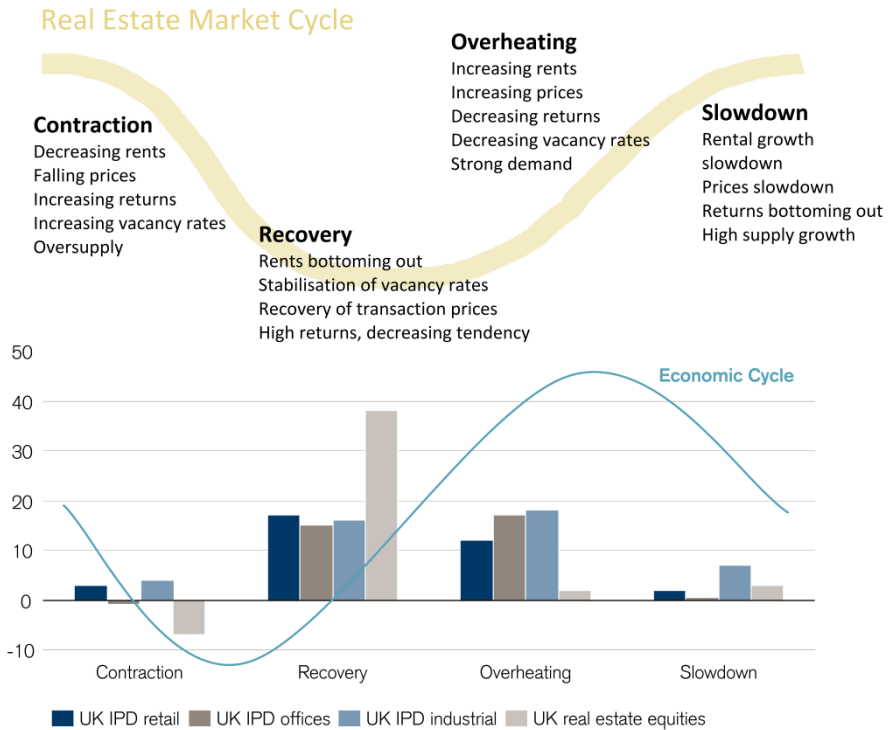 Real Estate Market Cycle
Contraction
Decreasing rents
Falling prices
Increasing returns
Increasing vacancy rates
Oversupply
Recovery
Rents bottoming out
Stabilisation of vacancy rates
Recovery of transaction prices
High returns, decreasing tendency
Overheating
Increasing rents
Increasing prices
Decreasing returns
Decreasing vacancy rates
Strong demand
Slowdown
Rental growth
slowdown
Prices slowdown
Returns bottoming out
High supply growth
50
40
30
20
10
0
-10
Economic Cycle
Contraction
Recovery
Overheating
Slowdown
UK IPD retail
UK IPD offices
UK IPD industrial
UK real estate equities